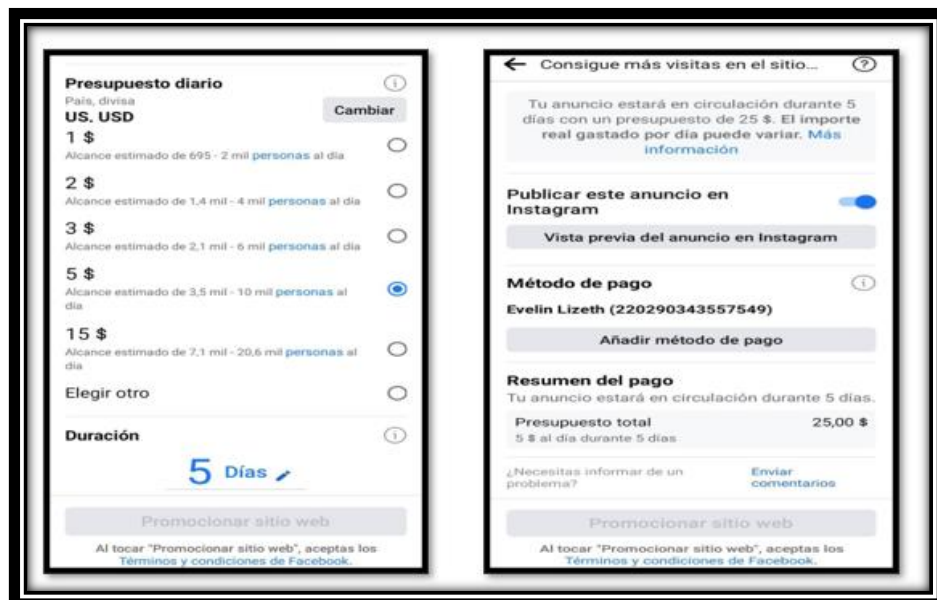 Presupuesto diario
País, divisa
US. USD
Cambiar
1 $
Alcance estimado de 695 - 2 mil personas al día
2 $
Alcance estimado de 1,4 mil - 4 mil personas al día
3 $
Alcance estimado de 2,1 mil - 6 mil personas al día
5 $
Alcance estimado de 3,5 mil - 10 mil personas al
día
15 $
Alcance estimado de 7,1 mil - 20,6 mil personas al
día
Elegir otro
Duración
5 Días
Promocionar sitio web
Al tocar "Promocionar sitio web", aceptas los
Términos y condiciones de Facebook.
Consigue más visitas en el sitio...
Tu anuncio estará en circulación durante 5
días con un presupuesto de 25 $. El importe
real gastado por día puede variar. Más
información
Publicar este anuncio en
Instagram
Vista previa del anuncio en Instagram
Método de pago
Evelin Lizeth (220290343557549)
Añadir método de pago
Resumen del pago
Tu anuncio estará en circulación durante 5 días.
Presupuesto total 25,00 $
5 $ al día durante 5 días
¿Necesitas informar de un
problema?
Enviar
comentarios
Promocionar sitio web
Al tocar "Promocionar sitio web", aceptas los
Términos y condiciones de Facebook.